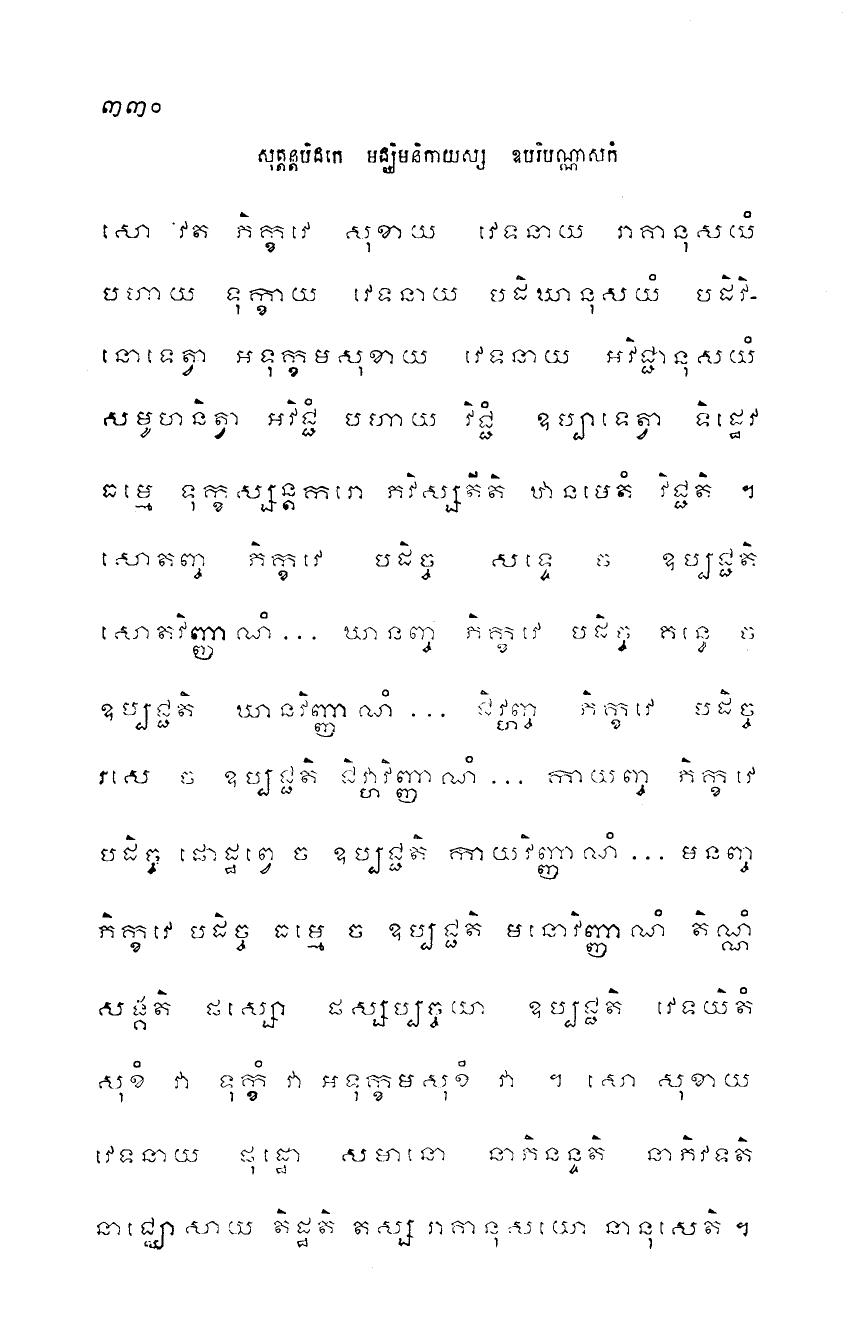 ៣៣០
សុត្តន្តបិដកេ មជ្ឈិមនិកាយស្ស ឧបរិបណ្ណាសកំ
សោ វត ភិក្ខវេ សុខាយ វេទនាយ រាគានុសយំ
បហាយ ទុក្ខាយ វេទនាយ បដិឃានុសយំ បដិវិ-
នោទេត្វា អទុក្ខមសុខាយ វេទនាយ អវិជ្ជានុសយំ
សមូហនិត្វា អវិជ្ជំ បហាយ វិជ្ជំ ឧប្បាទេត្វា ទិដ្ឋេវ
ធម្មេ ទុក្ខស្សន្តករោ ភវិស្សតីតិ ឋានមេតំ វិជ្ជតិ ។
សោតញ្ច ភិក្ខវេ បដិច្ច សទ្ទេ ច ឧប្បជ្ជតិ
សោតវិញ្ញាណំ... ឃានញ្ច ភិក្ខវេ បដិច្ច គន្ធេ ច
ឧប្បជ្ជតិ ឃានវិញ្ញាណំ ... ជិវ្ហញ្ច ភិក្ខវេ បដិច្ច
រសេ ច ឧប្បជ្ជតិ ជិវ្ហាវិញ្ញាណំ... កាយញ្ច ភិក្ខវេ
បដិច្ច ផោដ្ឋព្វេ ច ឧប្បជ្ជតិ កាយវិញ្ញាណំ... មនញ្ច
ភិក្ខវេ បដិច្ច ធម្មេ ច ឧប្បជ្ជតិ មនោវិញ្ញាណំ តិណ្ណំ
សង្គតិ ផស្សោ ផស្សប្បច្ចយោ ឧប្បជ្ជតិ វេទយិតំ
សុខំ វា ទុក្ខំ វា អទុក្ខមសុខំ វា ។ សោ សុខាយ
វេទនាយ ផុដ្ឋោ សមានោ នាភិនន្ទតិ នាភិវទតិ
នាជ្ឈោសាយ តិដ្ឋតិ តស្ស រាគានុសយោ នានុសេតិ ។